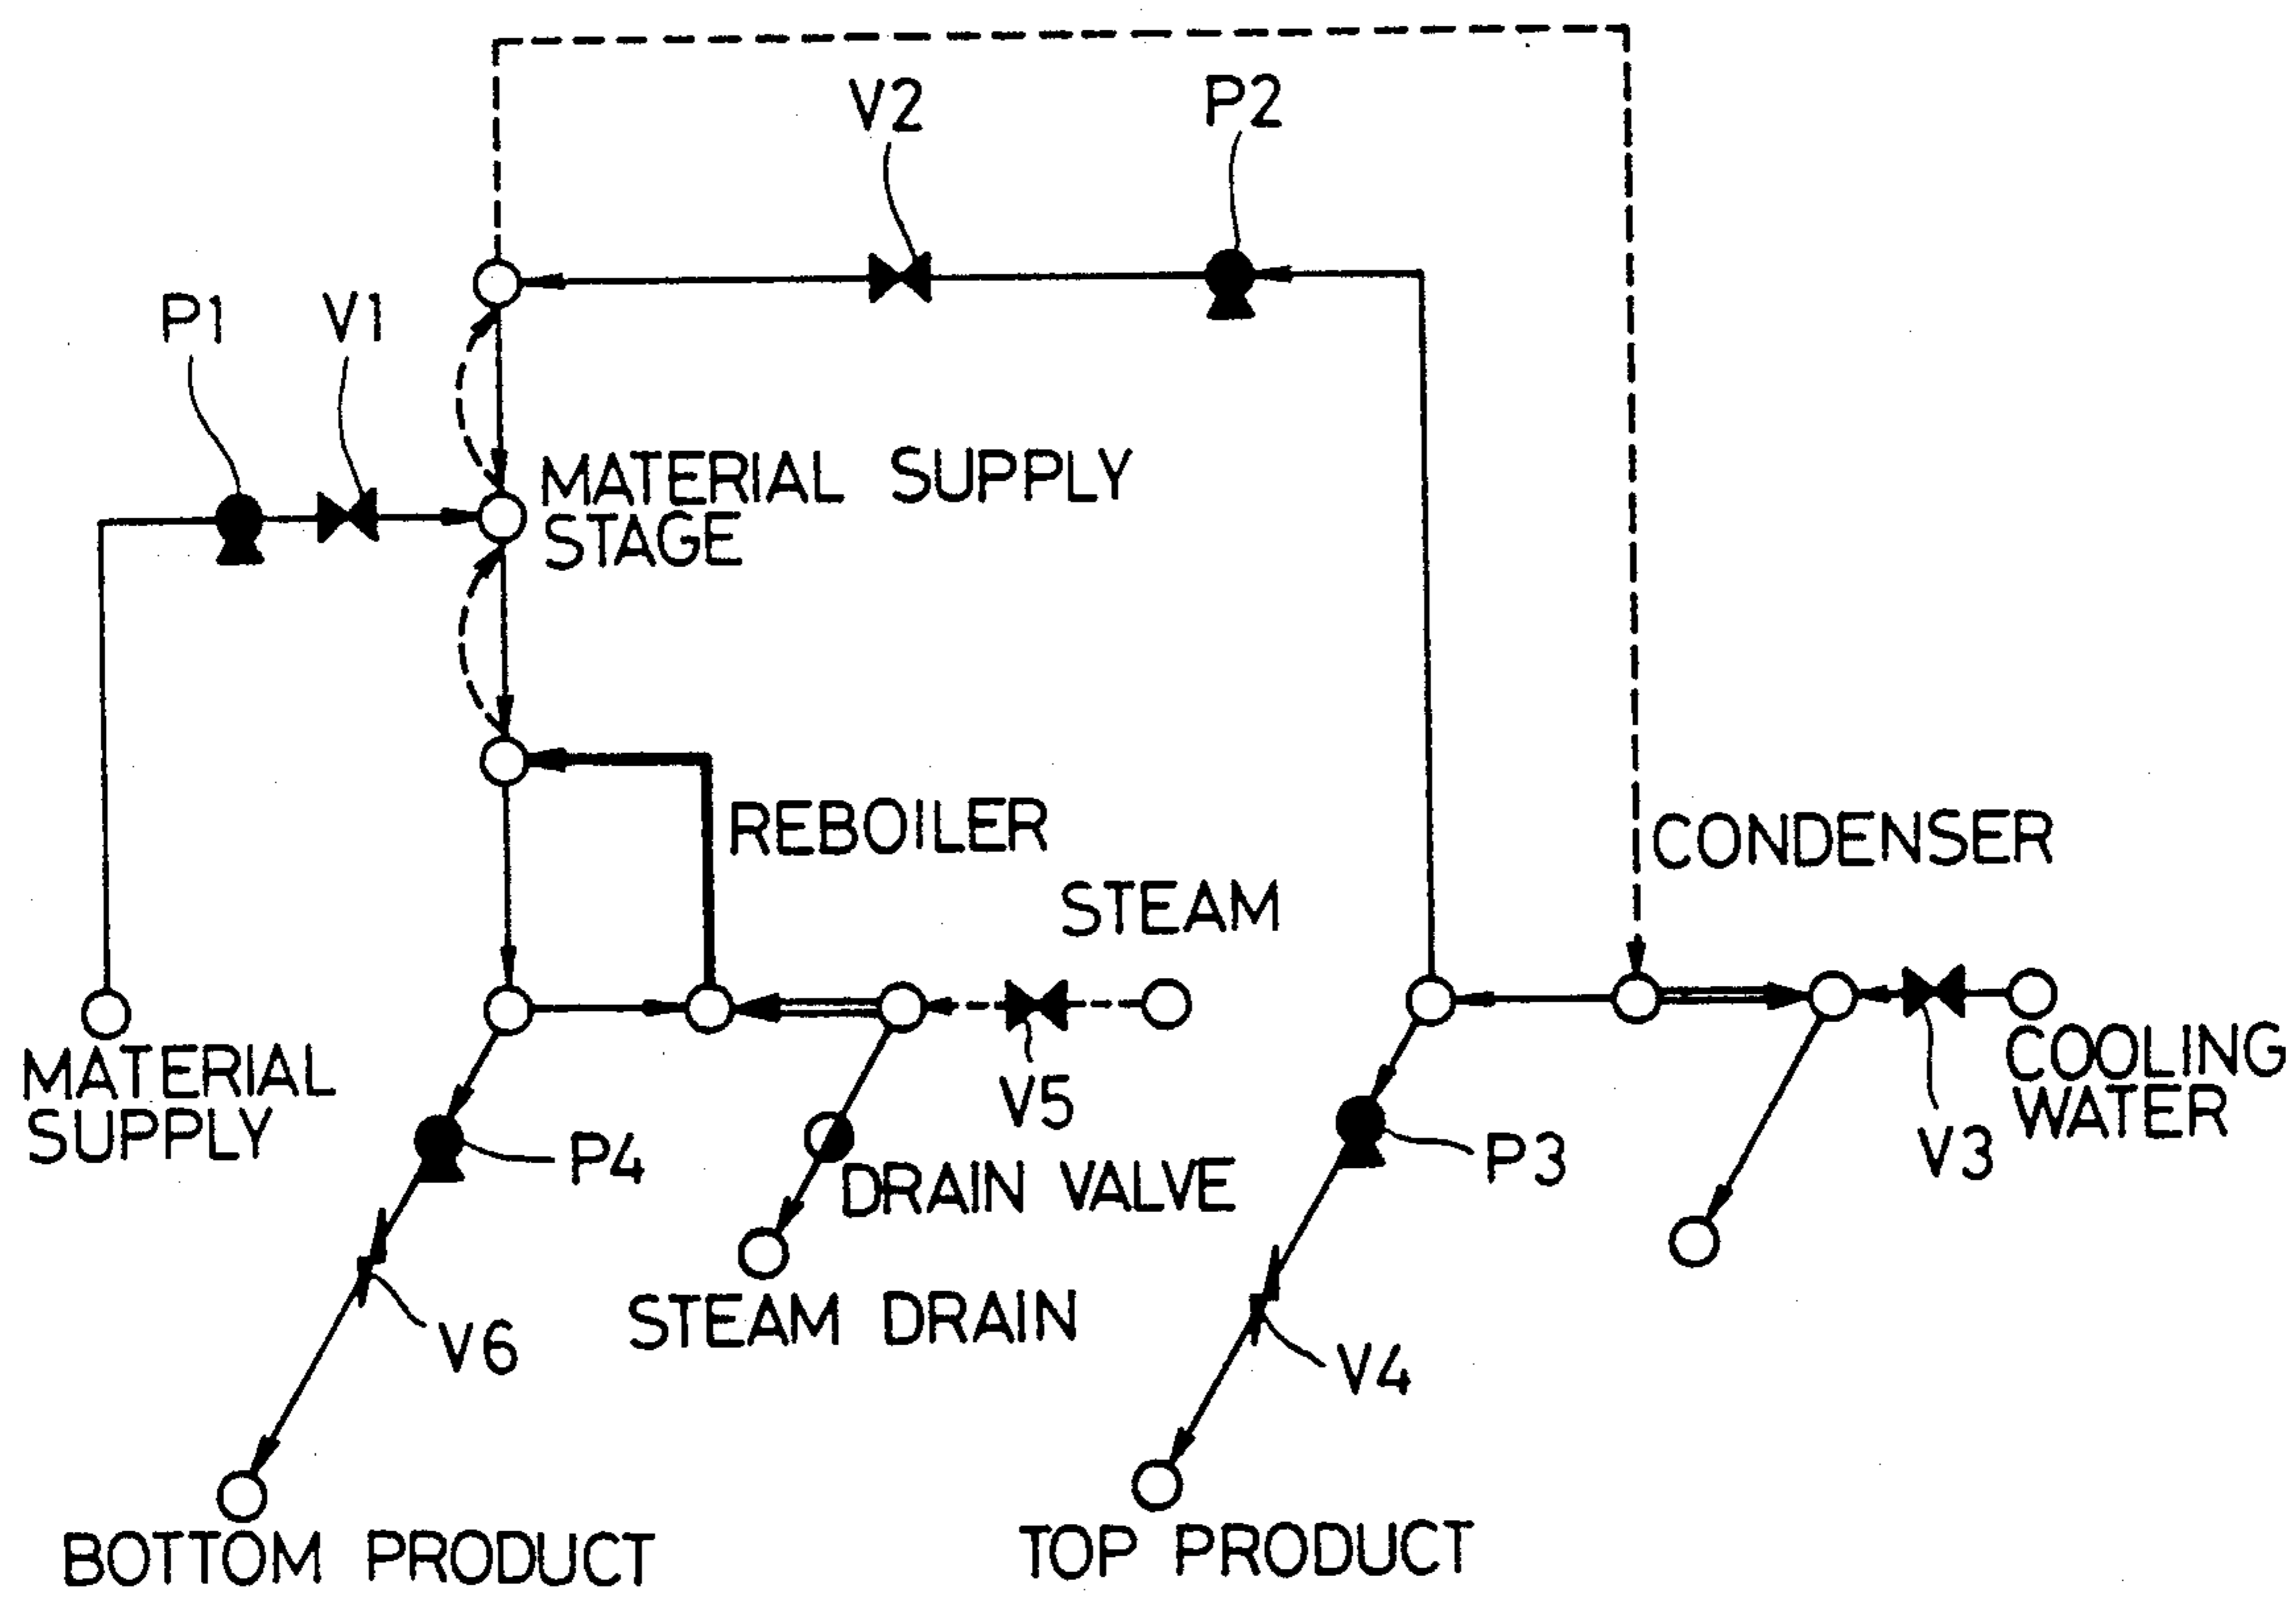 V2
P2
P1
V1
MATERIAL SUPPLY
STAGE
REBOILER
CONDENSER
STEAM
MATERIAL
SUPPLY
COOLING
WATER
V5
P4
P3
V3
DRAIN VALVE
STEAM DRAIN
V6
V4
BOTTOM PRODUCT
TOP PRODUCT